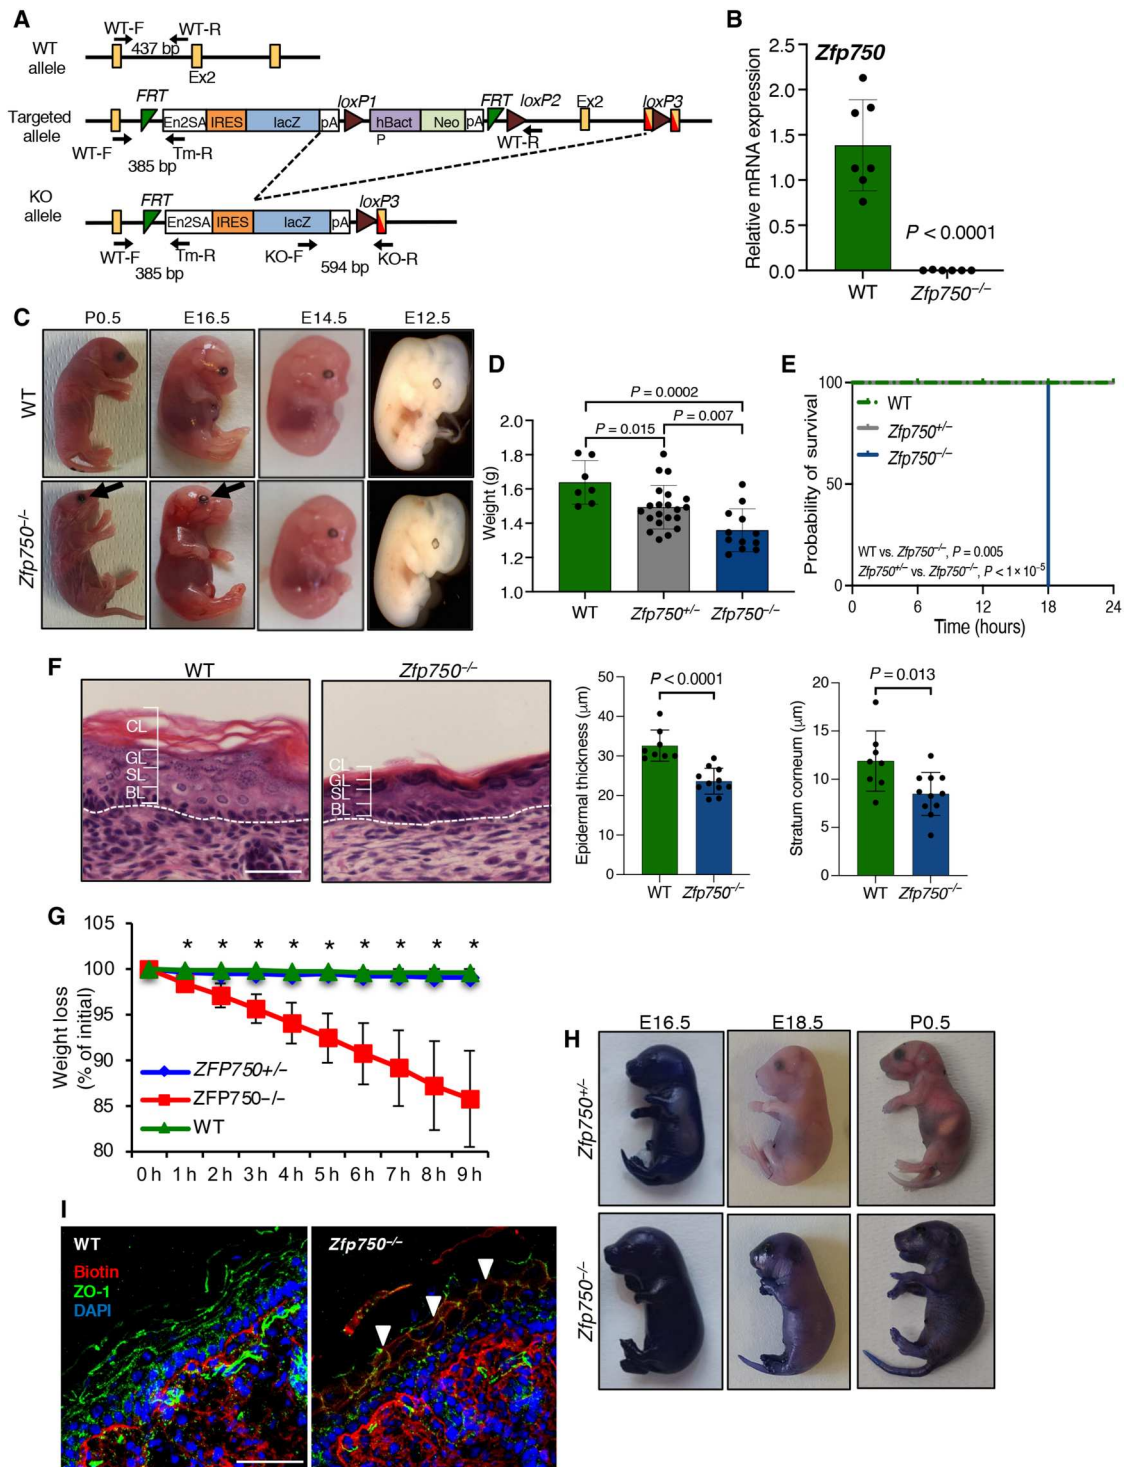 A
WT allele
WT-F
WT-R
437 bp
Ex2
Targeted allele
FRT
En2SA
IRES
lacZ
pA
loxP1
hBact
P
Neo
pA
FRT
loxP2
Ex2
loxP3
WT-F
Tm-R
385 bp
WT-R
KO allele
FRT
En2SA
IRES
lacZ
pA
loxP3
WT-F
Tm-R
385 bp
KO-F
594 bp
KO-R
B
Zfp750
Relative mRNA expression
2.5
2.0
1.5
1.0
0.5
0.0
P < 0.0001
WT
Zfp750–/–
C
P0.5
E16.5
E14.5
E12.5
WT
Zfp750–/–
D
P = 0.0002
P = 0.007
P = 0.015
Weight (g)
2.0
1.8
1.6
1.4
1.2
1.0
WT
Zfp750+/–
Zfp750–/–
E
Probability of survival
100
50
0
WT
Zfp750+/–
Zfp750–/–
WT vs. Zfp750–/–, P = 0.005
Zfp750+/– vs. Zfp750–/–, P < 1 × 10–5
0 6 12 18 24
Time (hours)
F
WT
Zfp750–/–
CL
GL
SL
BL
CL
GL
SL
BL
Epidermal thickness (μm)
50
40
30
20
10
0
P < 0.0001
WT
Zfp750–/–
Stratum corneum (μm)
20
15
10
5
0
P = 0.013
WT
Zfp750–/–
G
Weight loss
(% of initial)
105
100
95
90
85
80
* * * * * * * * *
ZFP750+/–
ZFP750–/–
WT
0 h 1 h 2 h 3 h 4 h 5 h 6 h 7 h 8 h 9 h
H
E16.5
E18.5
P0.5
Zfp750+/–
Zfp750–/–
I
WT
Biotin
ZO-1
DAPI
Zfp750–/–